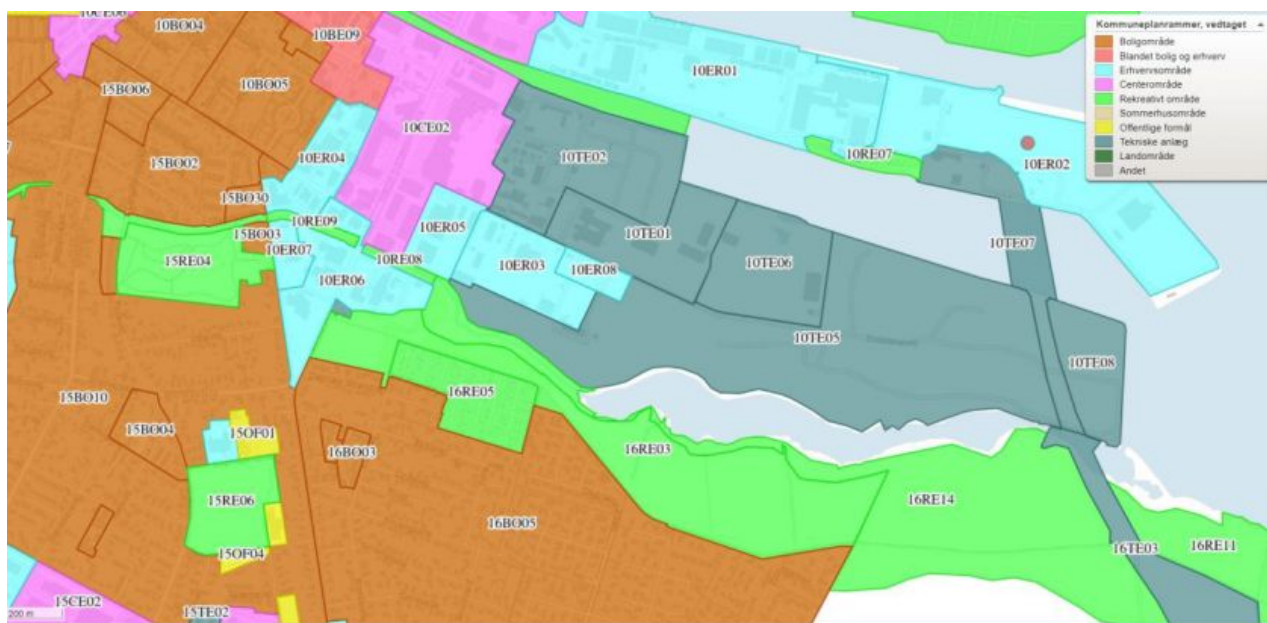 10CE06
10BO04
10BE09
10BO05
15BO06
10CE02
10ER01
10ER04
10TE02
15BO02
10RE07
10ER02
15BO30
10RE09
15BO03
10ER07
10ER05
10TE01
10TE07
15RE04
10RE08
10ER03
10ER08
10TE06
10ER06
10TE05
10TE08
15BO10
16RE05
15BO04
15OF01
16BO03
16RE03
15RE06
16RE14
16BO05
15OF04
16TE03
16RE11
15CE02
15TE02
200 m
Kommuneplanrammer, vedtaget
Boligområde
Blandet bolig og erhverv
Erhvervsområde
Centerområde
Rekreativt område
Sommerhusområde
Offentlige formål
Tekniske anlæg
Landområde
Andet